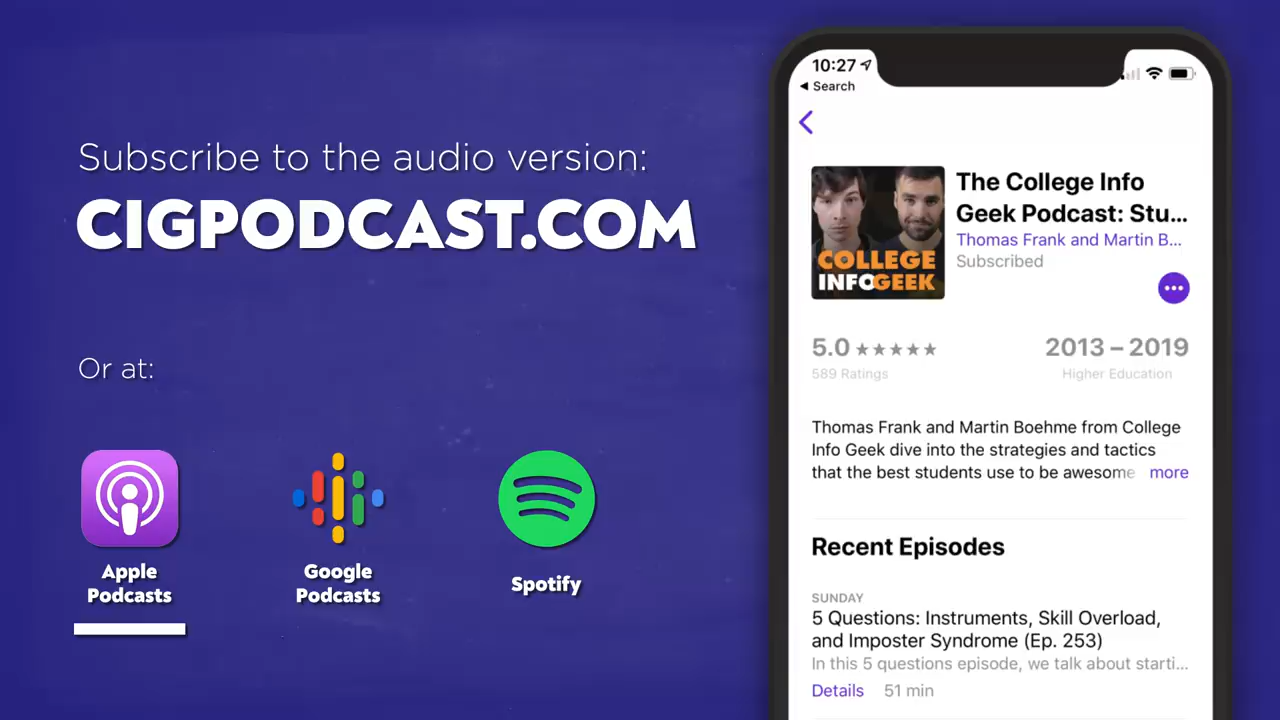 Subscribe to the audio version:
CIGPODCAST.COM
Or at:
Apple
Podcasts
Google
Podcasts
Spotify
10:27
◀ Search
COLLEGE
INFOGEEK
The College Info
Geek Podcast: Stu...
Thomas Frank and Martin B...
Subscribed
5.0 ★★★★★
589 Ratings
2013 – 2019
Higher Education
Thomas Frank and Martin Boehme from College
Info Geek dive into the strategies and tactics
that the best students use to be awesome more
Recent Episodes
SUNDAY
5 Questions: Instruments, Skill Overload,
and Imposter Syndrome (Ep. 253)
In this 5 questions episode, we talk about starti...
Details 51 min